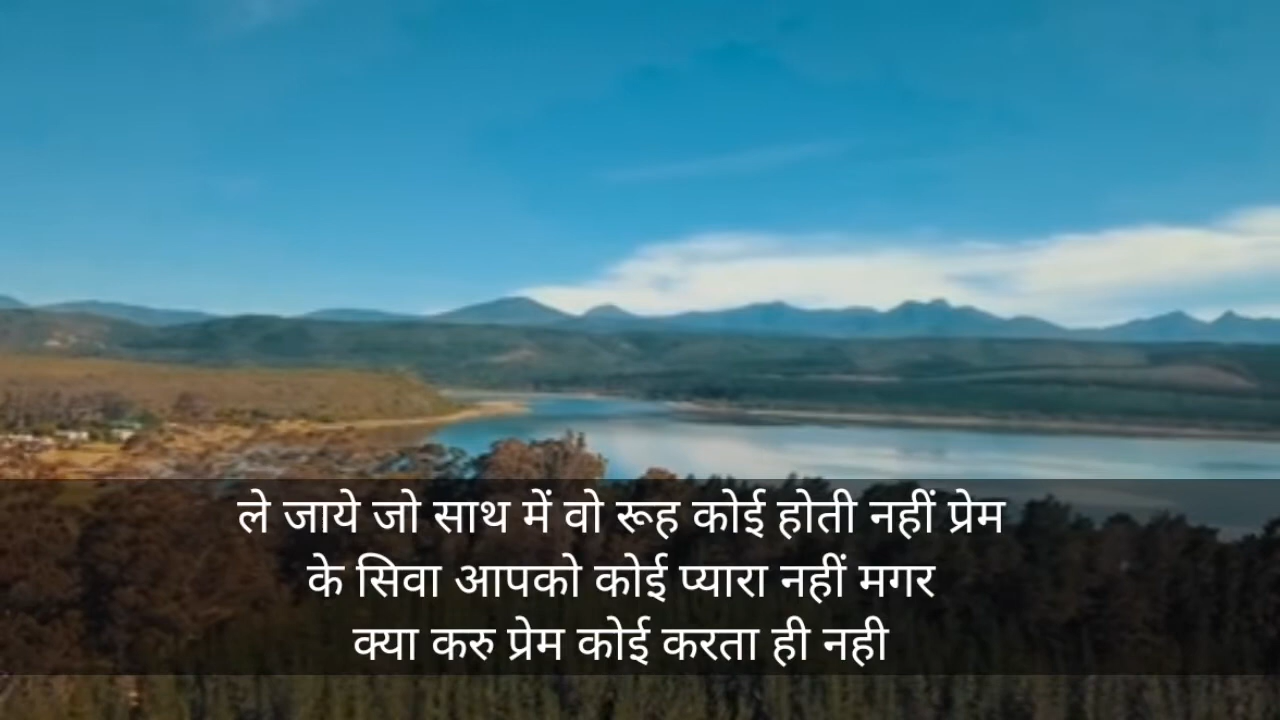 ले जाये जो साथ में वो रूह कोई होती नहीं प्रेम
के सिवा आपको कोई प्यारा नहीं मगर
क्या करु प्रेम कोई करता ही नही